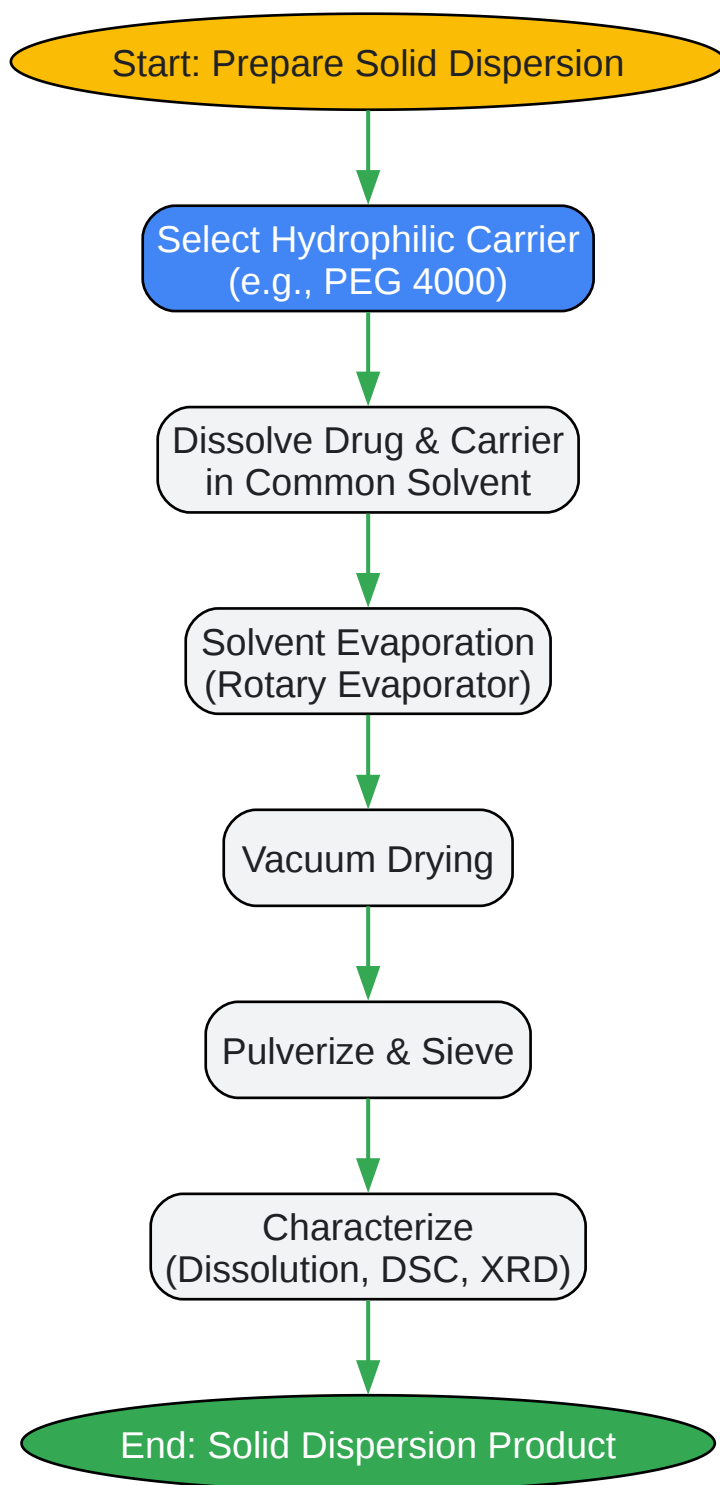 Start: Prepare Solid Dispersion
Select Hydrophilic Carrier
(e.g., PEG 4000)
Dissolve Drug & Carrier
in Common Solvent
Solvent Evaporation
(Rotary Evaporator)
Vacuum Drying
Pulverize & Sieve
Characterize
(Dissolution, DSC, XRD)
End: Solid Dispersion Product